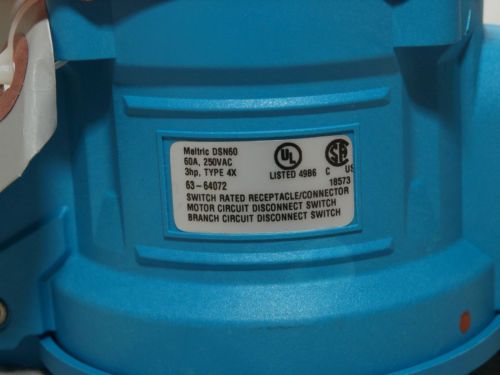 Meltric DSN60
60A, 250VAC
3hp, TYPE 4X
63-64072
UL
LISTED 4986
SA
C US
18573
SWITCH RATED RECEPTACLE/CONNECTOR
MOTOR CIRCUIT DISCONNECT SWITCH
BRANCH CIRCUIT DISCONNECT SWITCH